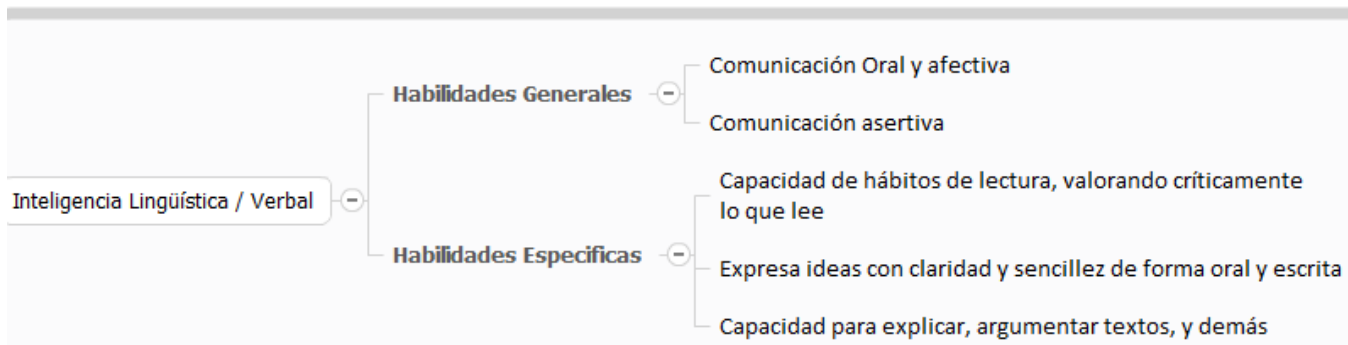 Comunicación Oral y afectiva
Habilidades Generales
Comunicación asertiva
Capacidad de hábitos de lectura, valorando críticamente
lo que lee
Inteligencia Lingüística / Verbal
Habilidades Especificas
Expresa ideas con claridad y sencillez de forma oral y escrita
Capacidad para explicar, argumentar textos, y demás